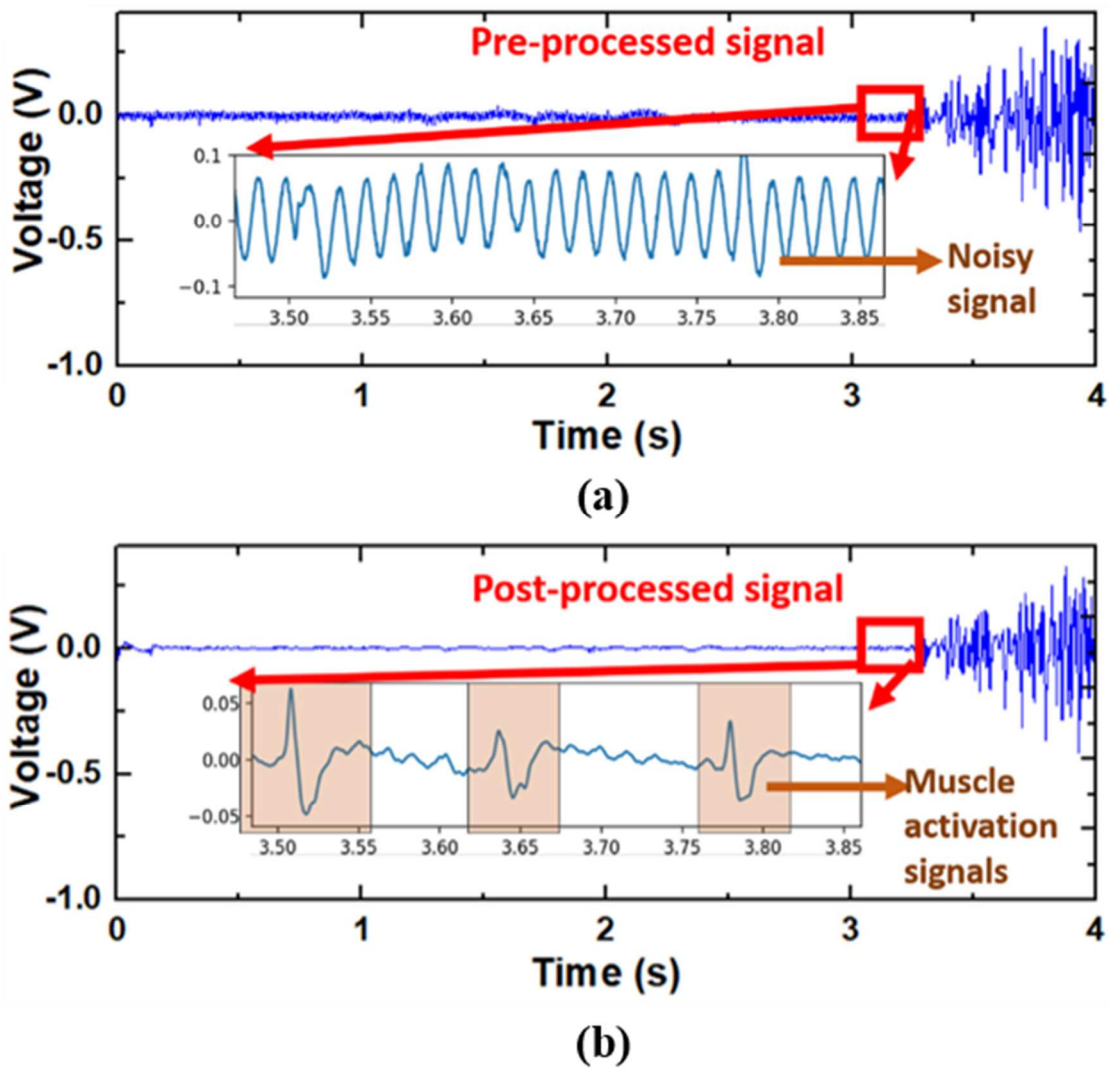 Pre-processed signal
Voltage (V)
0.0
-0.5
-1.0
0.1
0.0
−0.1
3.50 3.55 3.60 3.65 3.70 3.75 3.80 3.85
Noisy
signal
0 1 2 3 4
Time (s)
(a)
Post-processed signal
Voltage (V)
0.0
-0.5
-1.0
0.05
0.00
−0.05
3.50 3.55 3.60 3.65 3.70 3.75 3.80 3.85
Muscle
activation
signals
0 1 2 3 4
Time (s)
(b)